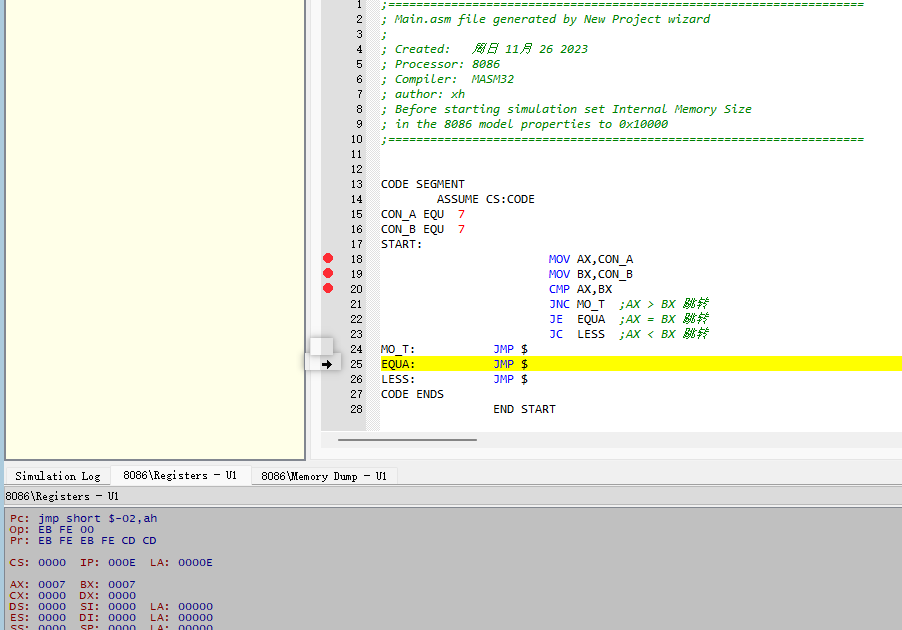 1 ;====================================================================
2 ; Main.asm file generated by New Project wizard
3 ;
4 ; Created:   周日 11月 26 2023
5 ; Processor: 8086
6 ; Compiler:  MASM32
7 ; author: xh
8 ; Before starting simulation set Internal Memory Size
9 ; in the 8086 model properties to 0x10000
10 ;====================================================================
11
12
13 CODE SEGMENT
14 ASSUME CS:CODE
15 CON_A EQU  7
16 CON_B EQU  7
17 START:
18 MOV AX,CON_A
19 MOV BX,CON_B
20 CMP AX,BX
21 JNC MO_T  ;AX > BX 跳转
22 JE  EQUA  ;AX = BX 跳转
23 JC  LESS  ;AX < BX 跳转
24 MO_T: JMP $
25 EQUA: JMP $
26 LESS: JMP $
27 CODE ENDS
28 END START
Simulation Log 8086\Registers - U1 8086\Memory Dump - U1
8086\Registers - U1
Pc: jmp short $-02,ah
Op: EB FE 00
Pr: EB FE EB FE CD CD
CS: 0000  IP: 000E  LA: 0000E
AX: 0007  BX: 0007
CX: 0000  DX: 0000
DS: 0000  SI: 0000  LA: 00000
ES: 0000  DI: 0000  LA: 00000
SS: 0000  SP: 0000  LA: 00000